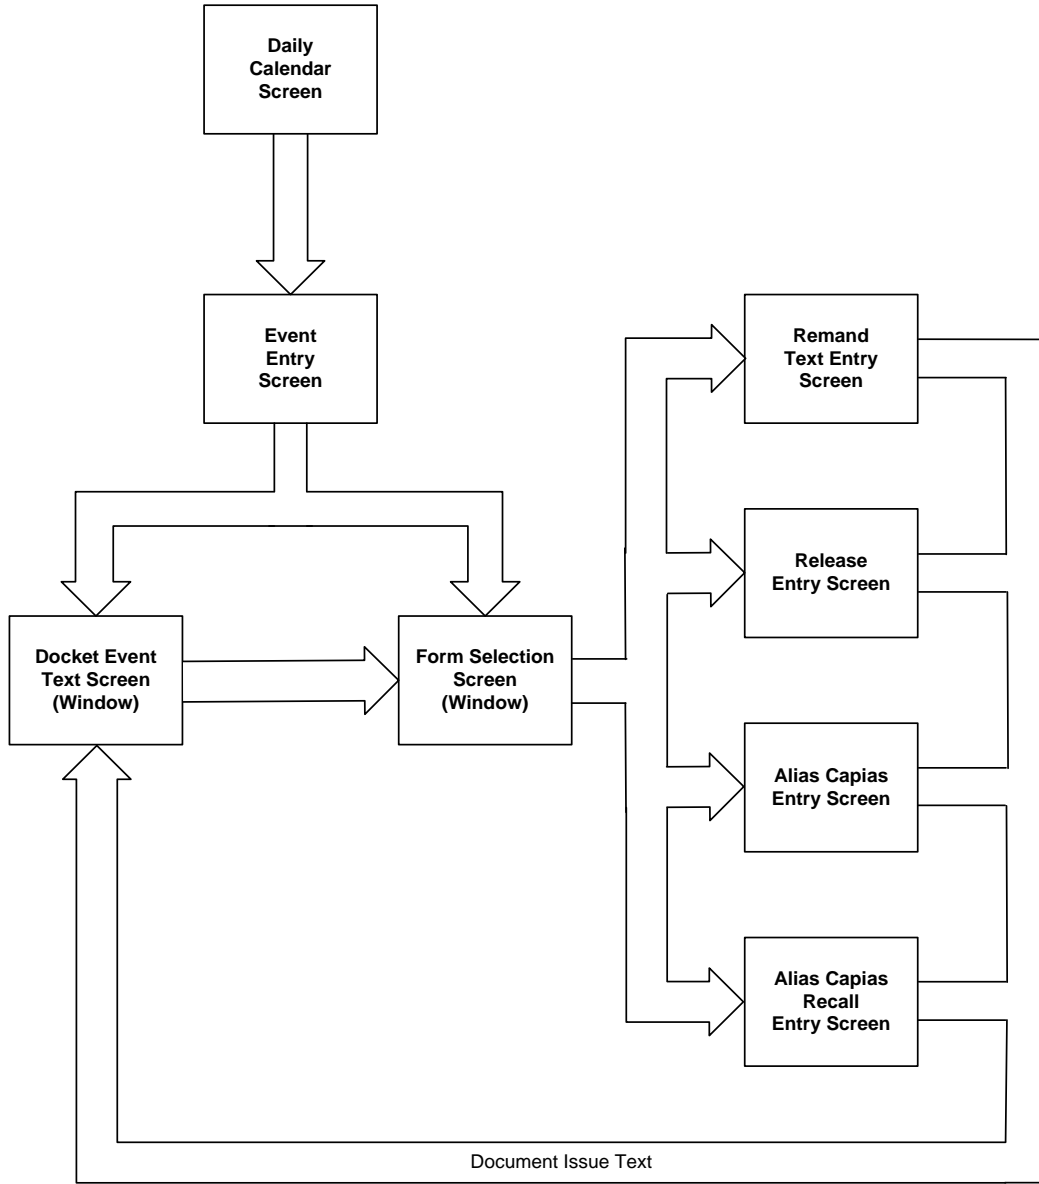 Daily
Calendar
Screen
Event
Entry
Screen
Remand
Text Entry
Screen
Release
Entry Screen
Docket Event
Text Screen
(Window)
Form Selection
Screen
(Window)
Alias Capias
Entry Screen
Alias Capias
Recall
Entry Screen
Document Issue Text